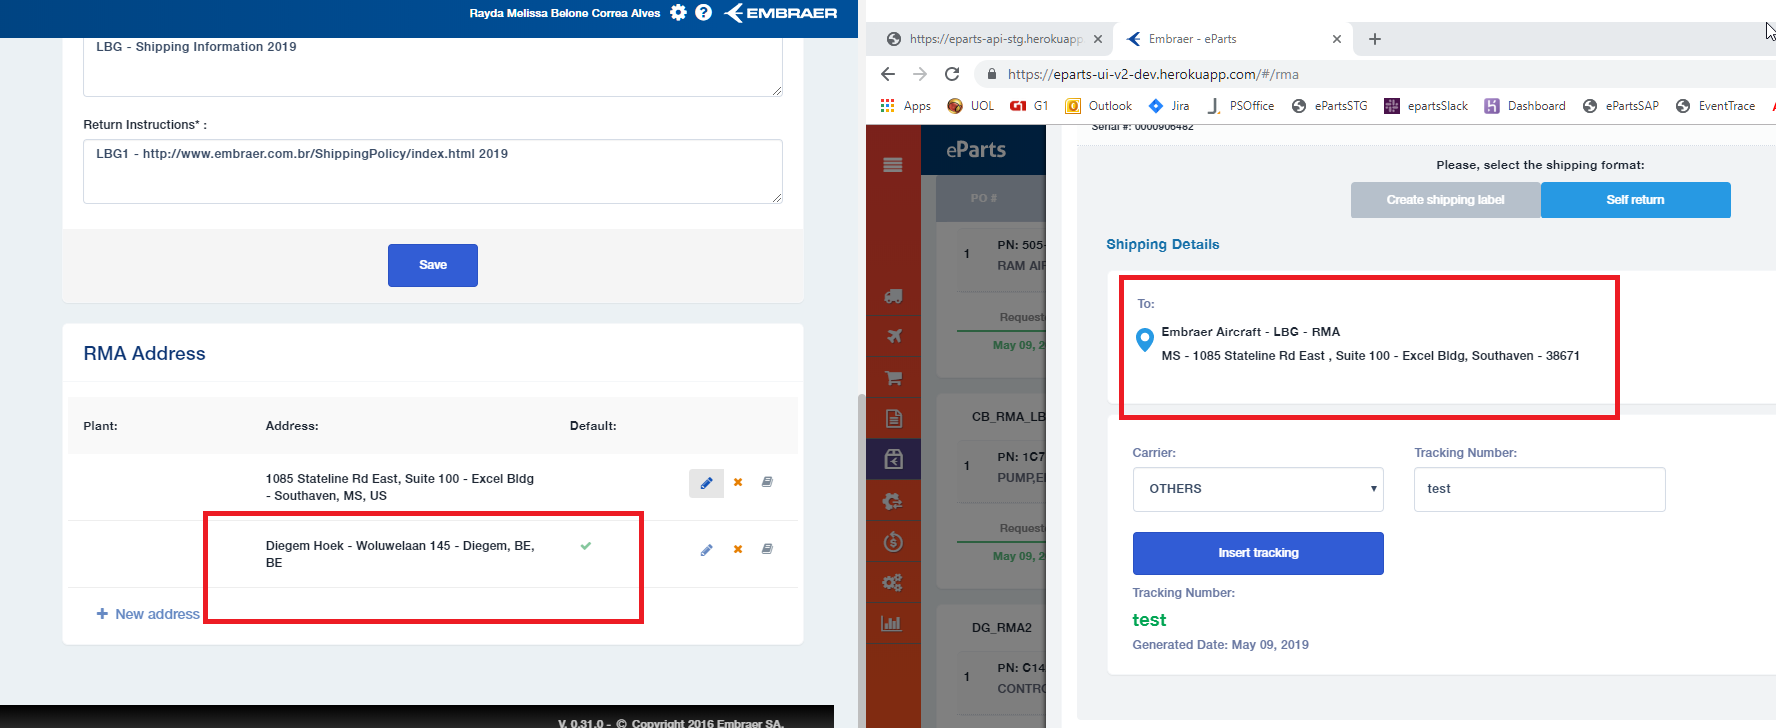 Rayda Melissa Belone Correa Alves
EMBRAER
LBG - Shipping Information 2019
Return Instructions* :
LBG1 - http://www.embraer.com.br/ShippingPolicy/index.html 2019
Save
RMA Address
Plant:
Address:
Default:
1085 Stateline Rd East, Suite 100 - Excel Bldg
- Southaven, MS, US
Diegem Hoek - Woluwelaan 145 - Diegem, BE,
BE
+ New address
V. 0.31.0 - © Copyright 2016 Embraer SA.
https://eparts-api-stg.herokuapp
Embraer - eParts
https://eparts-ui-v2-dev.herokuapp.com/#/rma
Apps
UOL
G1 G1
Outlook
Jira
PSOffice
ePartsSTG
epartsSlack
Dashboard
ePartsSAP
EventTrace
eParts
PO #
1
PN: 505-
RAM AIR
Requeste
May 09, 2
CB_RMA_LB
1
PN: 1C7
PUMP,E
Requeste
May 09, 2
DG_RMA2
1
PN: C14
CONTRO
Serial #: 0000906482
Please, select the shipping format:
Create shipping label
Self return
Shipping Details
To:
Embraer Aircraft - LBG - RMA
MS - 1085 Stateline Rd East , Suite 100 - Excel Bldg, Southaven - 38671
Carrier:
Tracking Number:
OTHERS
test
Insert tracking
Tracking Number:
test
Generated Date: May 09, 2019